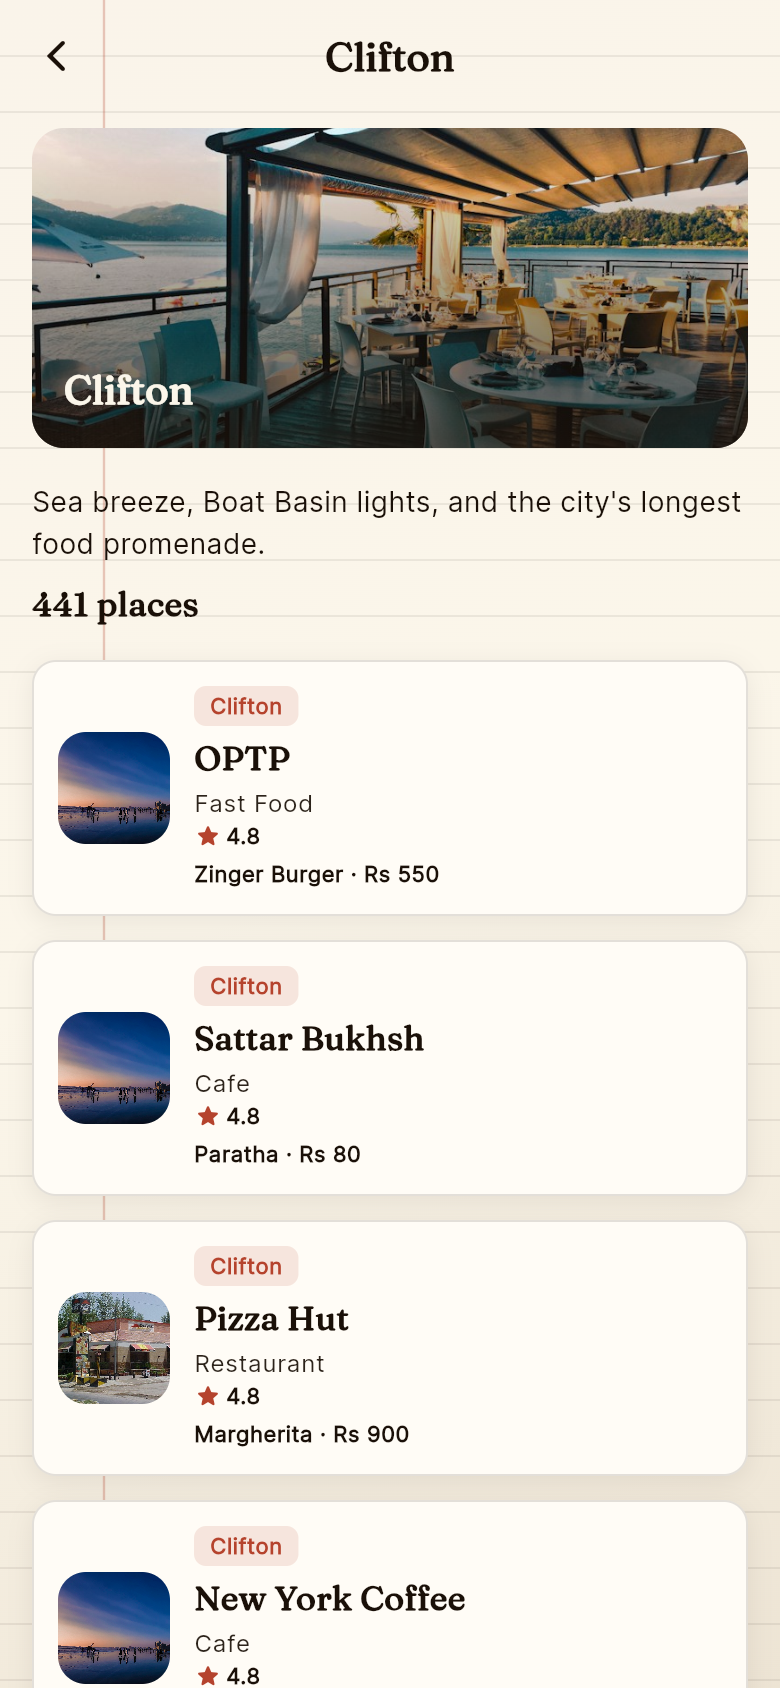 Clifton
Clifton
Sea breeze, Boat Basin lights, and the city's longest
food promenade.
441 places
Clifton
OPTP
Fast Food
4.8
Zinger Burger · Rs 550
Clifton
Sattar Bukhsh
Cafe
4.8
Paratha · Rs 80
Clifton
Pizza Hut
Restaurant
4.8
Margherita · Rs 900
Clifton
New York Coffee
Cafe
4.8